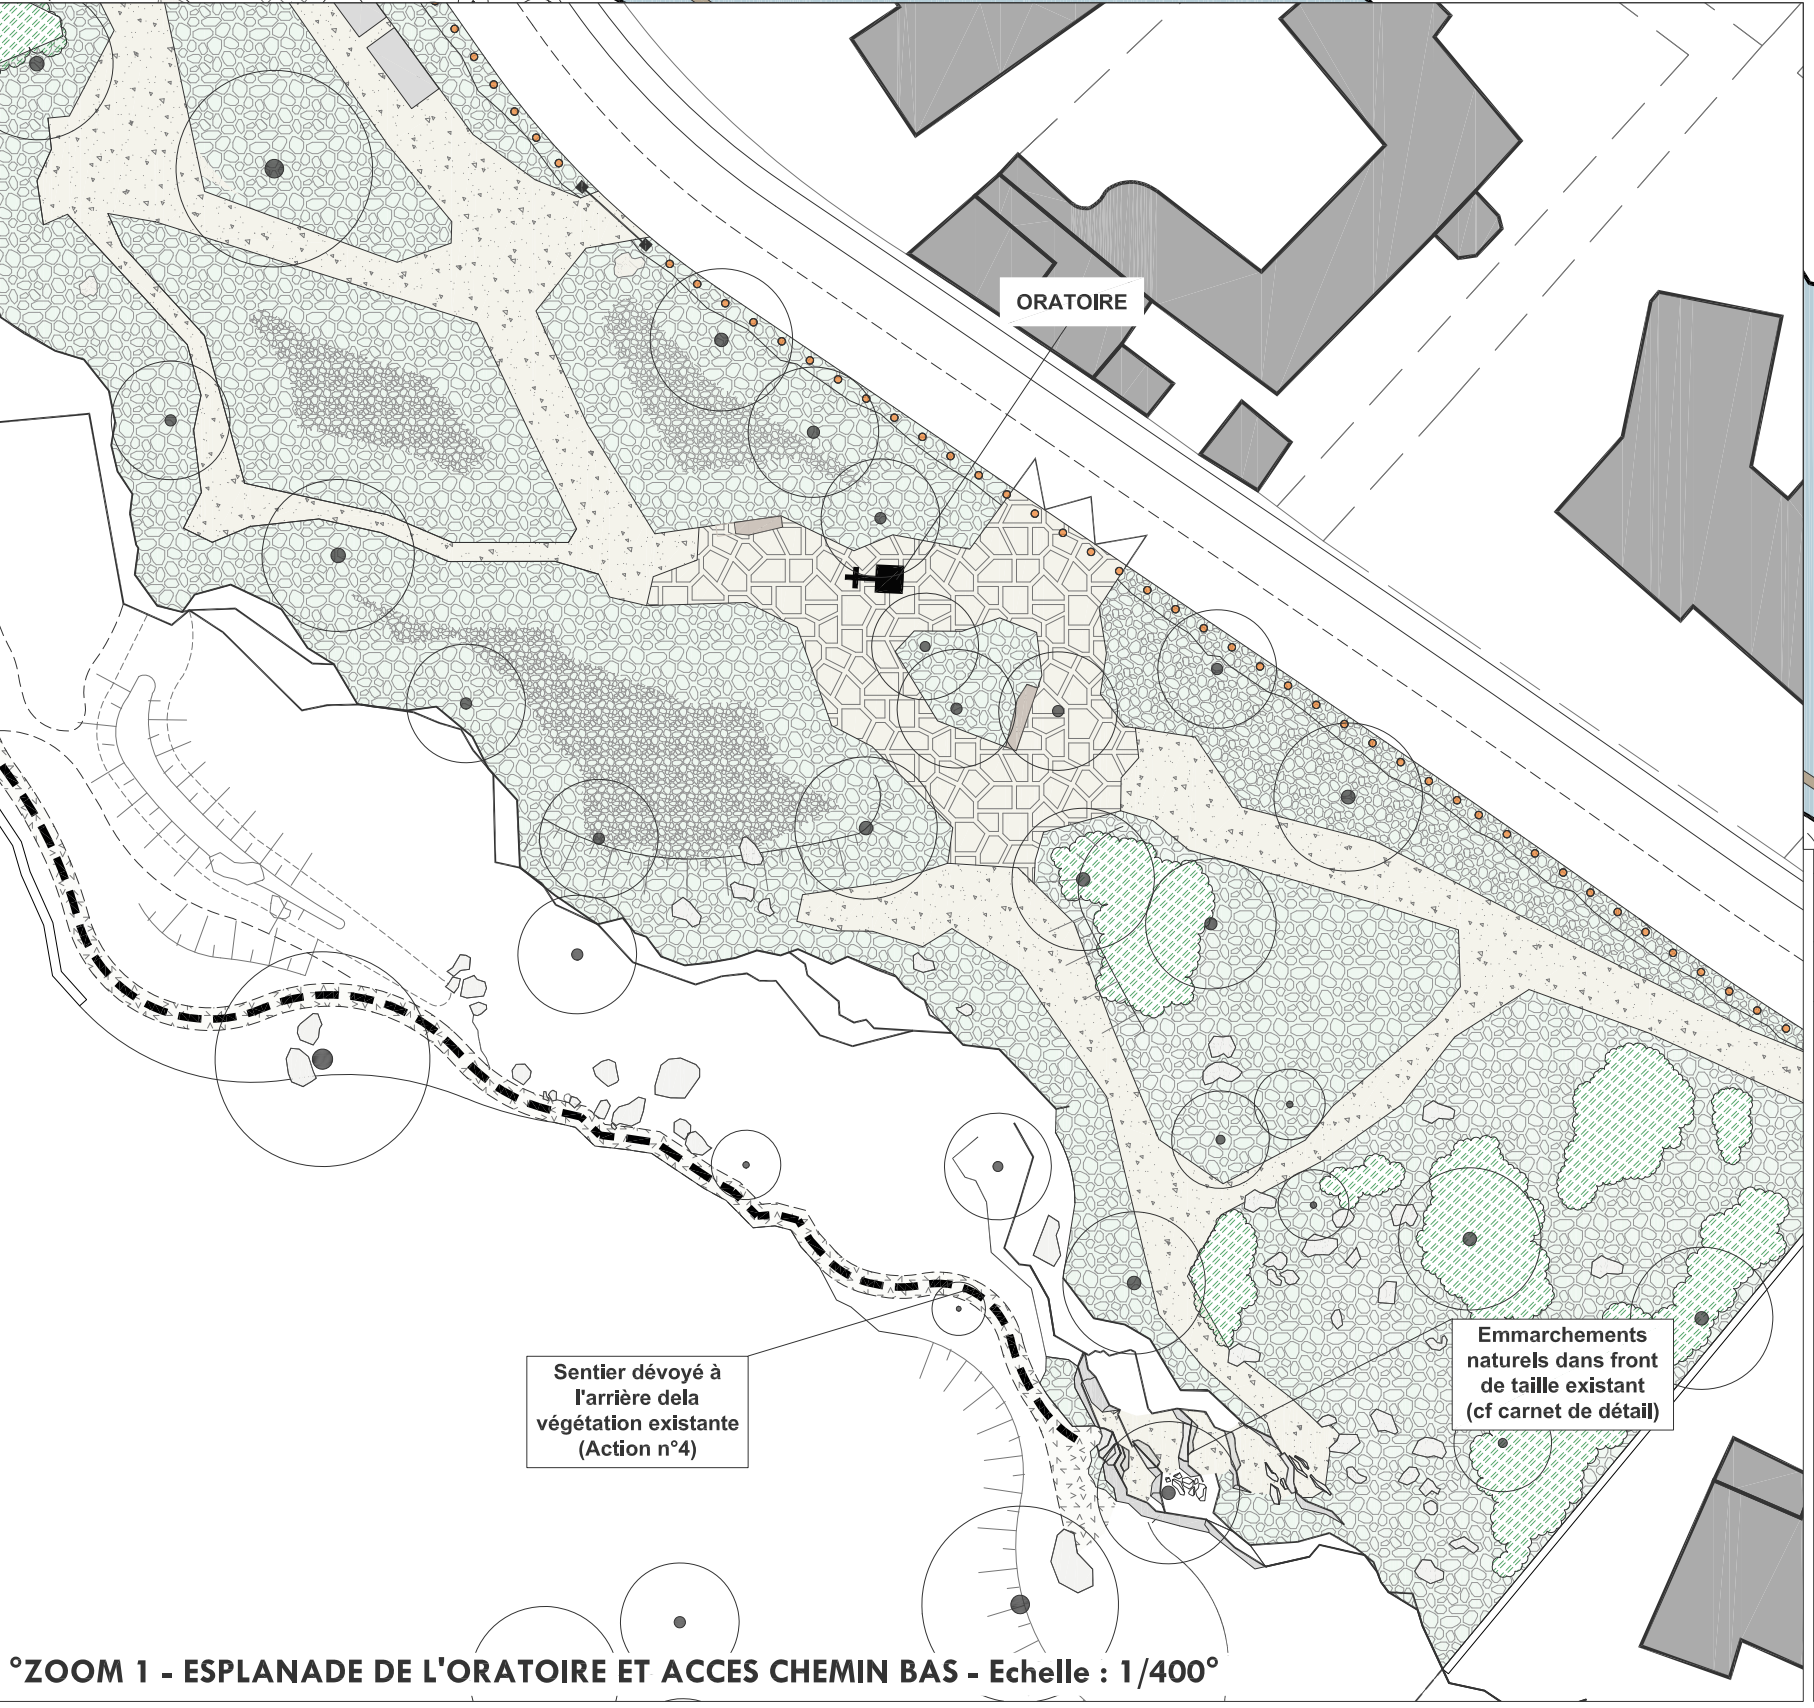 ORATOIRE
Emmarchements
naturels dans front
de taille existant
(cf carnet de détail)
Sentier dévoyé à
l'arrière dela
végétation existante
(Action n°4)
°ZOOM 1 - ESPLANADE DE L'ORATOIRE ET ACCES CHEMIN BAS - Echelle : 1/400°